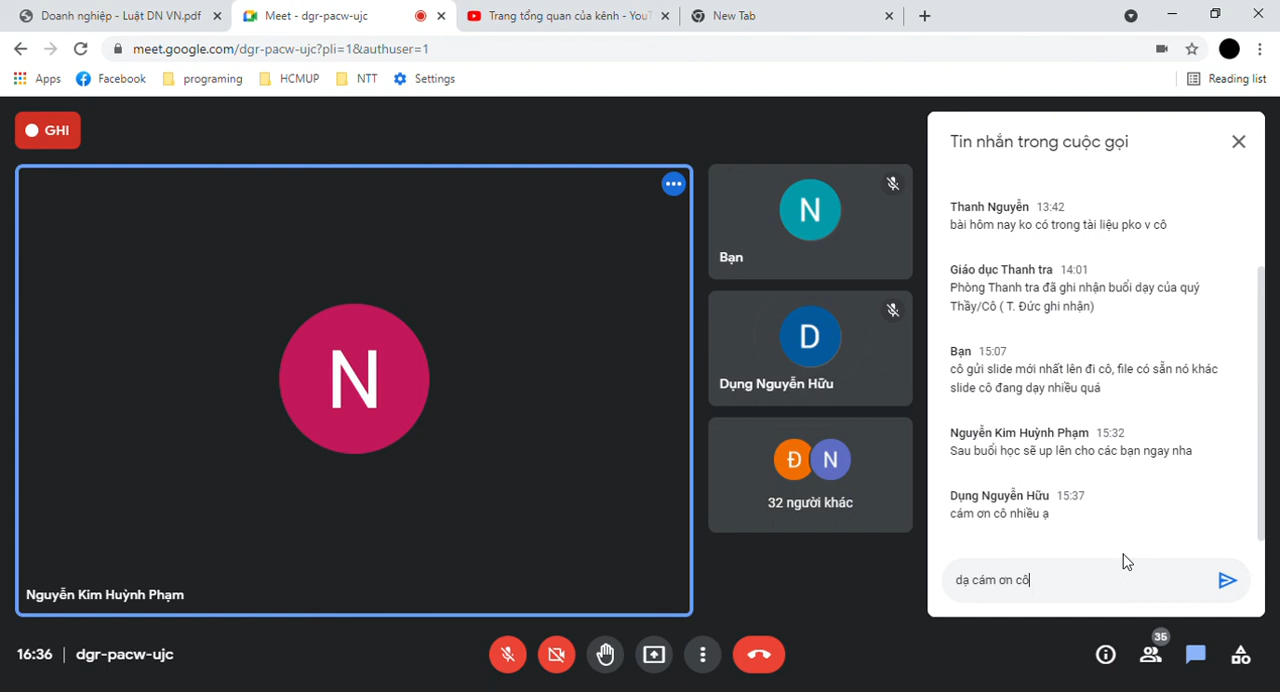 Doanh nghiệp - Luật DN VN.pdf
Meet - dgr-pacw-ujc
Trang tổng quan của kênh - YouT
New Tab
meet.google.com/dgr-pacw-ujc?pli=1&authuser=1
Apps
Facebook
programing
HCMUP
NTT
Settings
Reading list
GHI
N
Nguyễn Kim Huỳnh Phạm
N
Bạn
D
Dụng Nguyễn Hữu
Đ N
32 người khác
Tin nhắn trong cuộc gọi
Thanh Nguyễn 13:42
bài hôm nay ko có trong tài liệu pko v cô
Giáo dục Thanh tra 14:01
Phòng Thanh tra đã ghi nhận buổi dạy của quý
Thầy/Cô ( T. Đức ghi nhận)
Bạn 15:07
cô gửi slide mới nhất lên đi cô, file có sẵn nó khác
slide cô đang dạy nhiều quá
Nguyễn Kim Huỳnh Phạm 15:32
Sau buổi học sẽ up lên cho các bạn ngay nha
Dụng Nguyễn Hữu 15:37
cám ơn cô nhiều ạ
dạ cám ơn cô
16:36 | dgr-pacw-ujc
35